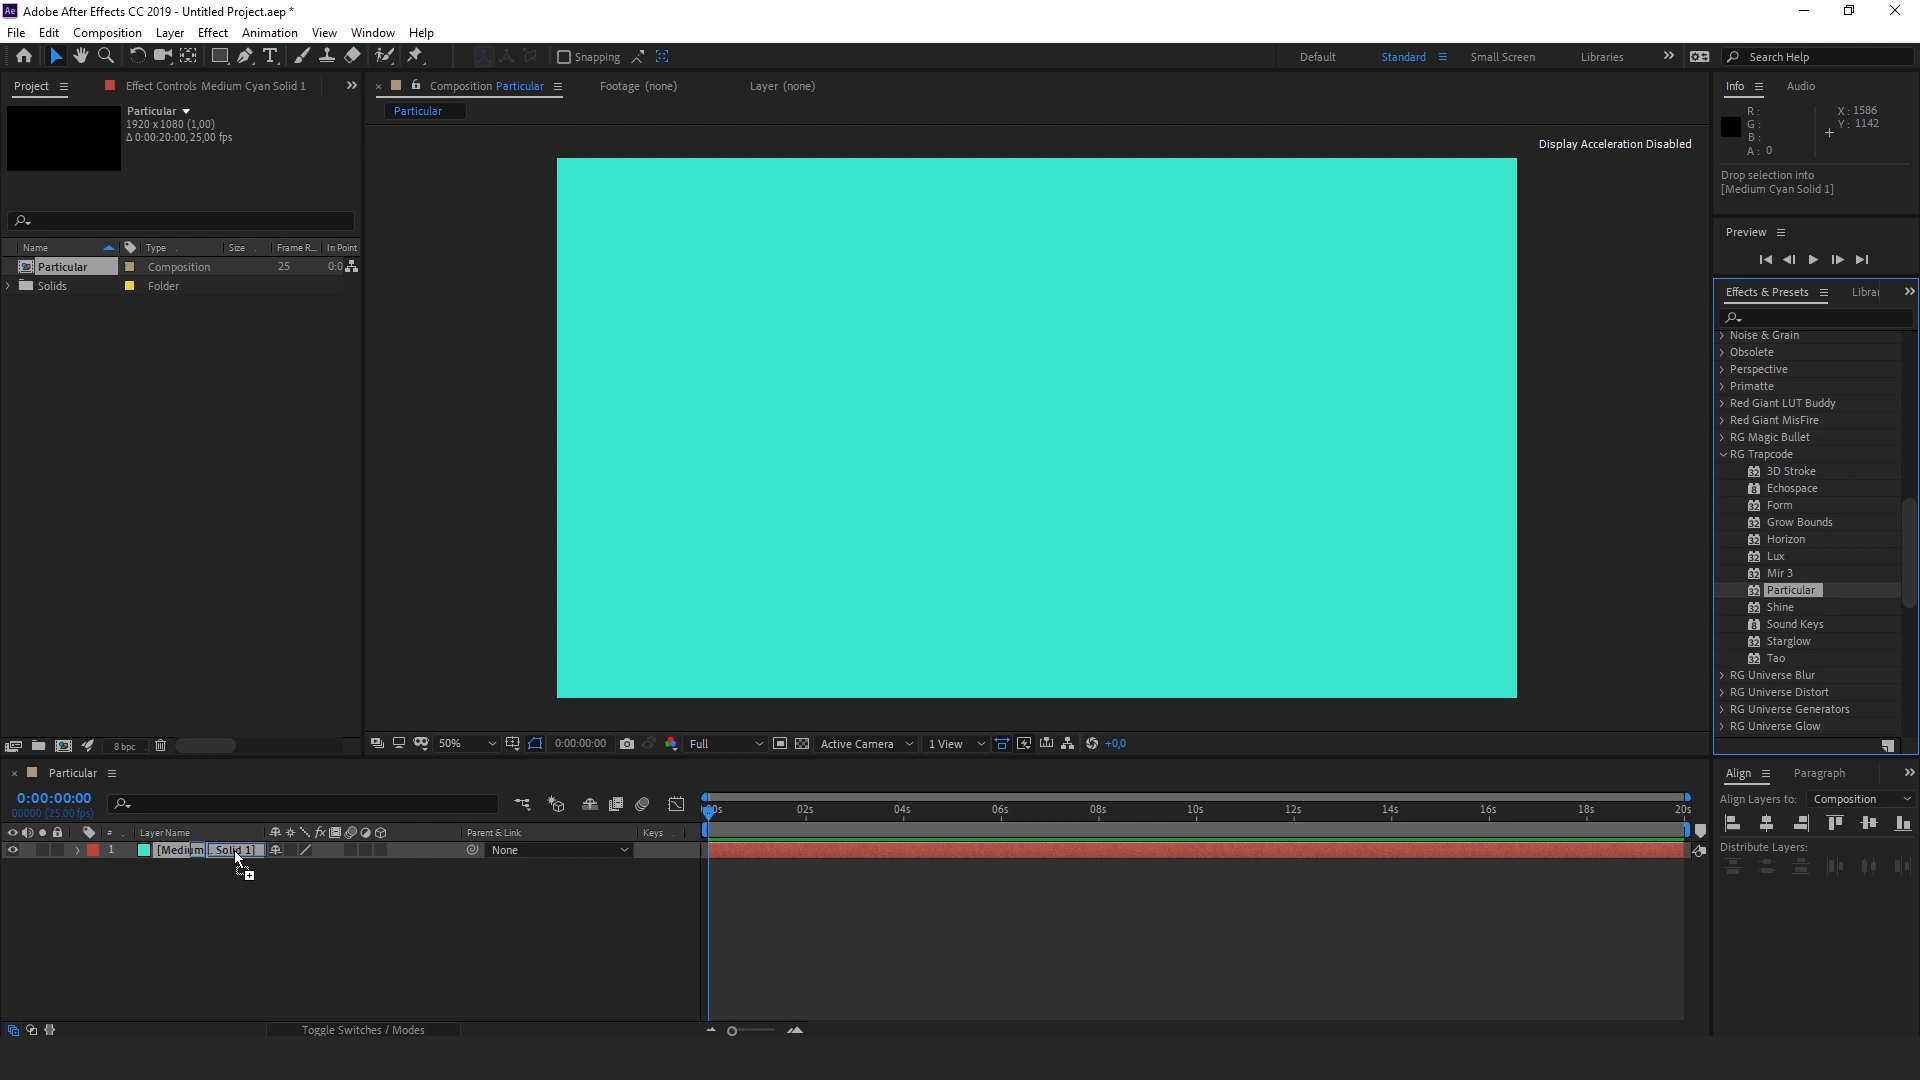 Ae Adobe After Effects CC 2019 - Untitled Project.aep *
File Edit Composition Layer Effect Animation View Window Help
Snapping
Default Standard Small Screen Libraries Search Help
Project Effect Controls Medium Cyan Solid 1
Composition Particular Footage (none) Layer (none)
Info Audio
Particular
1920 x 1080 (1,00)
Δ 0:00:20:00, 25,00 fps
Particular
R:
G:
B:
A: 0
X: 1586
Y: 1142
Drop selection into
[Medium Cyan Solid 1]
Display Acceleration Disabled
Preview
Name Type Size Frame R... In Point
Particular Composition 25 0:0
Solids Folder
Effects & Presets Librar
Noise & Grain
Obsolete
Perspective
Primatte
Red Giant LUT Buddy
Red Giant MisFire
RG Magic Bullet
RG Trapcode
3D Stroke
Echospace
Form
Grow Bounds
Horizon
Lux
Mir 3
Particular
Shine
Sound Keys
Starglow
Tao
RG Universe Blur
RG Universe Distort
RG Universe Generators
RG Universe Glow
8 bpc
50% 0:00:00:00 Full Active Camera 1 View +0,0
Particular
0:00:00:00
00000 (25.00 fps)
00s 02s 04s 06s 08s 10s 12s 14s 16s 18s 20s
# Layer Name fx Parent & Link Keys
1 [Medium ... Solid 1] None
Align Paragraph
Align Layers to: Composition
Distribute Layers:
Toggle Switches / Modes